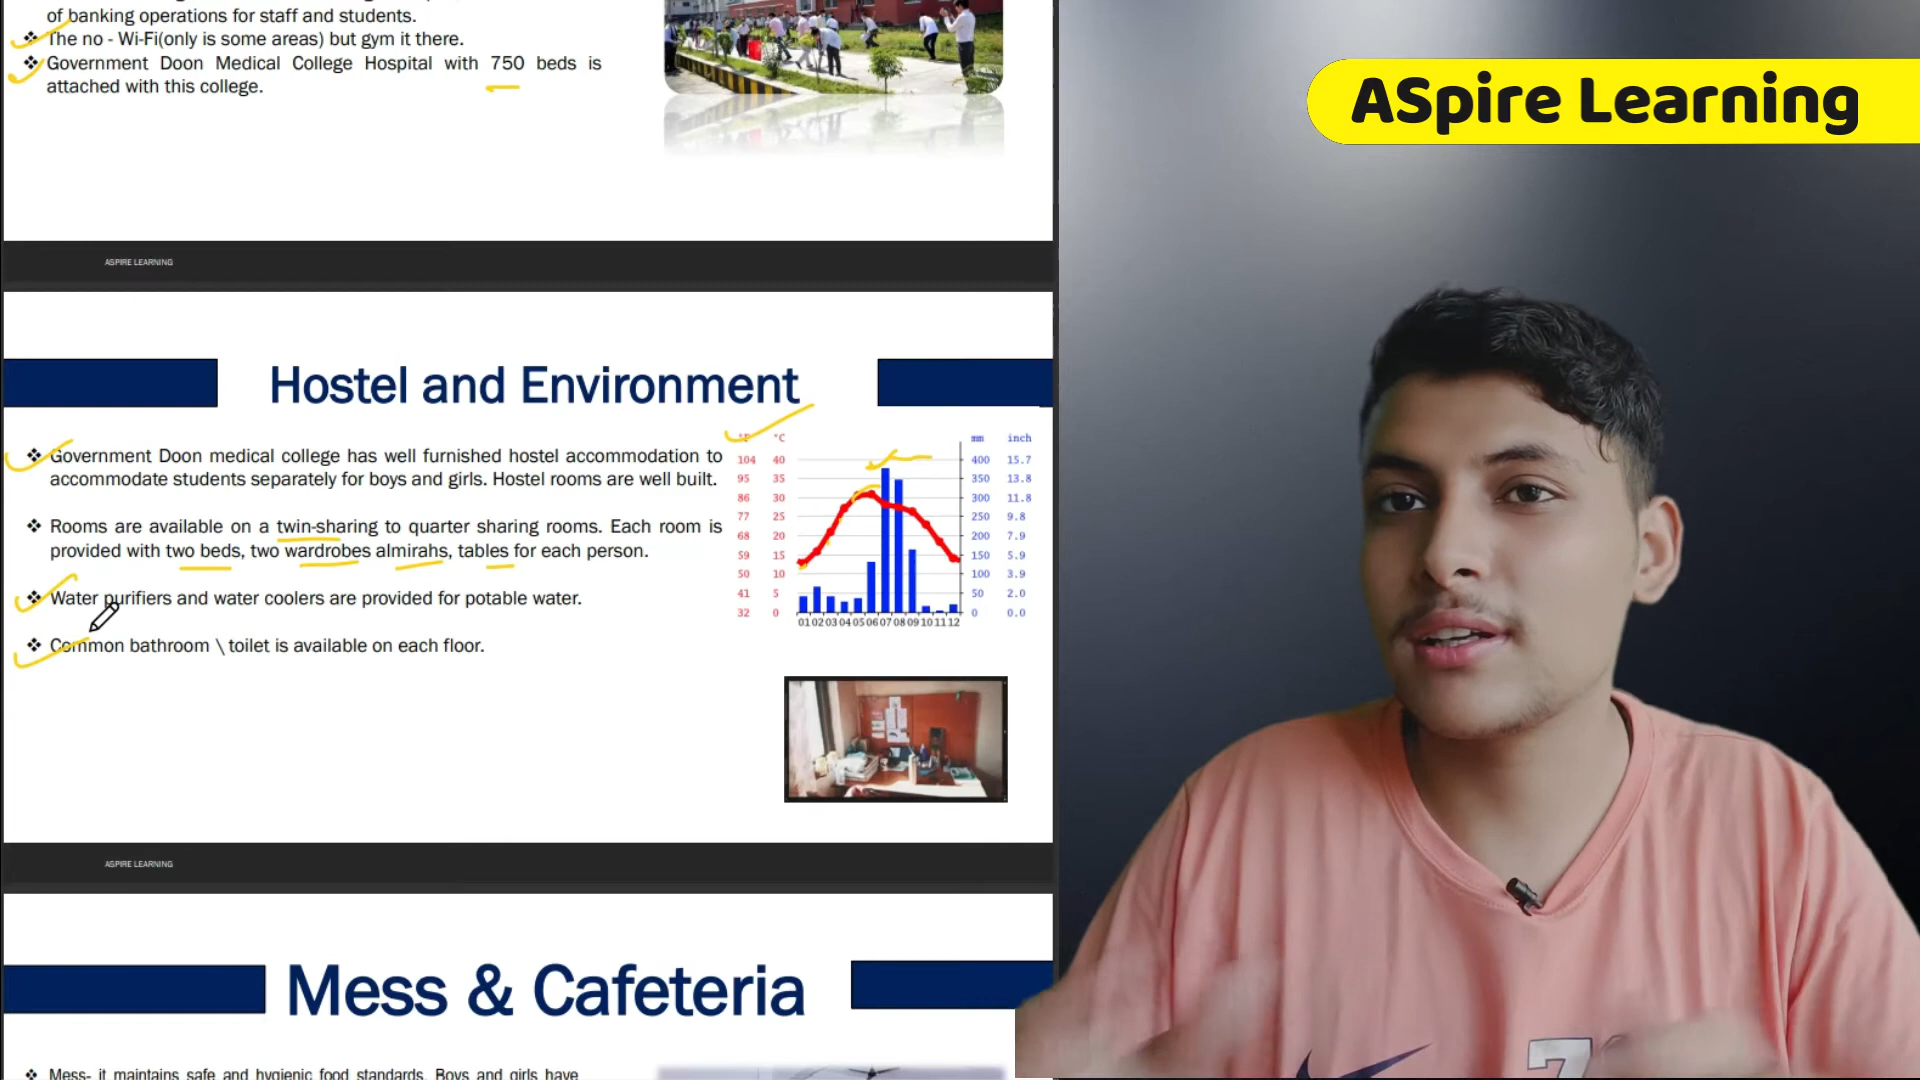 of banking operations for staff and students.
❖ The no - Wi-Fi(only is some areas) but gym it there.
❖ Government Doon Medical College Hospital with 750 beds is
attached with this college.
ASPIRE LEARNING
ASpire Learning
Hostel and Environment
❖ Government Doon medical college has well furnished hostel accommodation to
accommodate students separately for boys and girls. Hostel rooms are well built.
❖ Rooms are available on a twin-sharing to quarter sharing rooms. Each room is
provided with two beds, two wardrobes almirahs, tables for each person.
❖ Water purifiers and water coolers are provided for potable water.
❖ Common bathroom \ toilet is available on each floor.
°F °C mm inch
104 40 400 15.7
95 35 350 13.8
86 30 300 11.8
77 25 250 9.8
68 20 200 7.9
59 15 150 5.9
50 10 100 3.9
41 5 50 2.0
32 0 0 0.0
01 02 03 04 05 06 07 08 09 10 11 12
ASPIRE LEARNING
Mess & Cafeteria
❖ Mess- it maintains safe and hygienic food standards. Boys and girls have